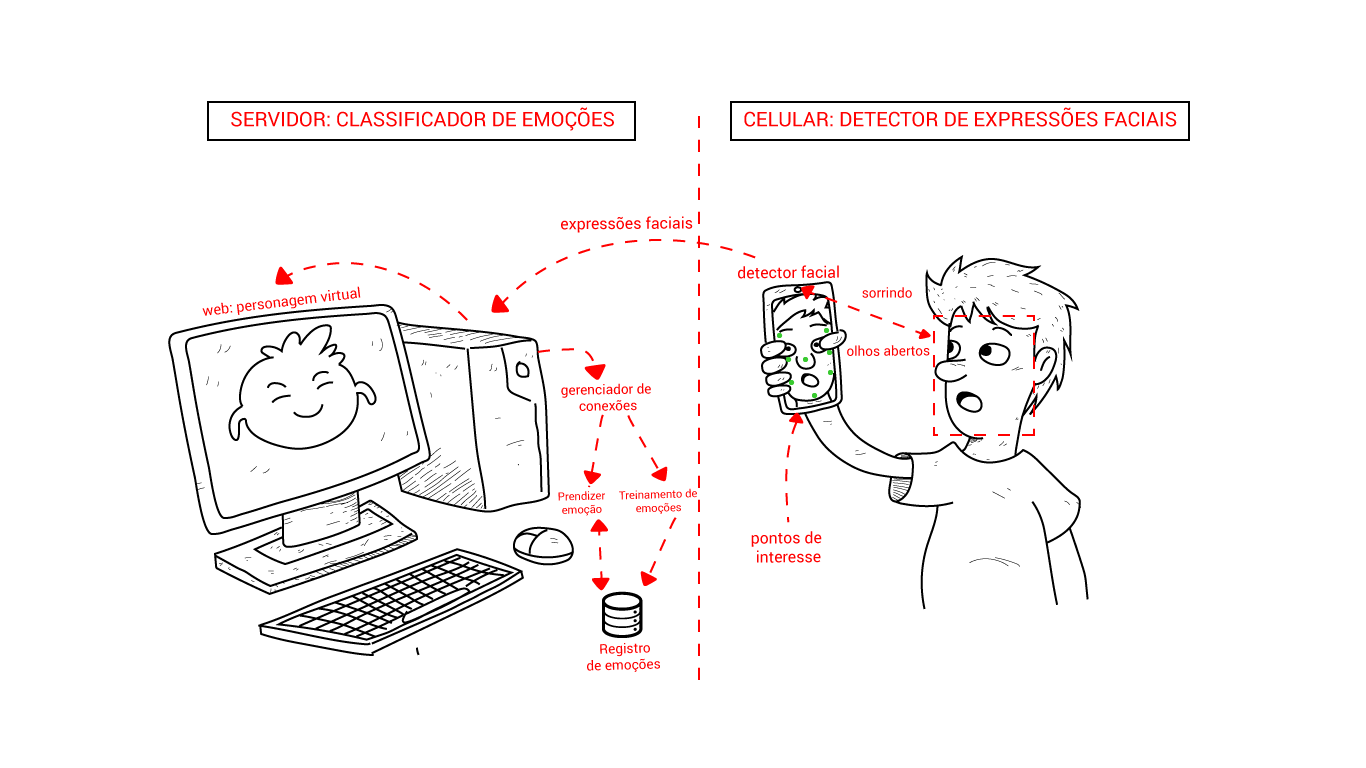 SERVIDOR: CLASSIFICADOR DE EMOÇÕES
CELULAR: DETECTOR DE EXPRESSÕES FACIAIS
expressões faciais
web: personagem virtual
gerenciador de
conexões
Prendizer
emoção
Treinamento de
emoções
Registro
de emoções
detector facial
sorrindo
olhos abertos
pontos de
interesse